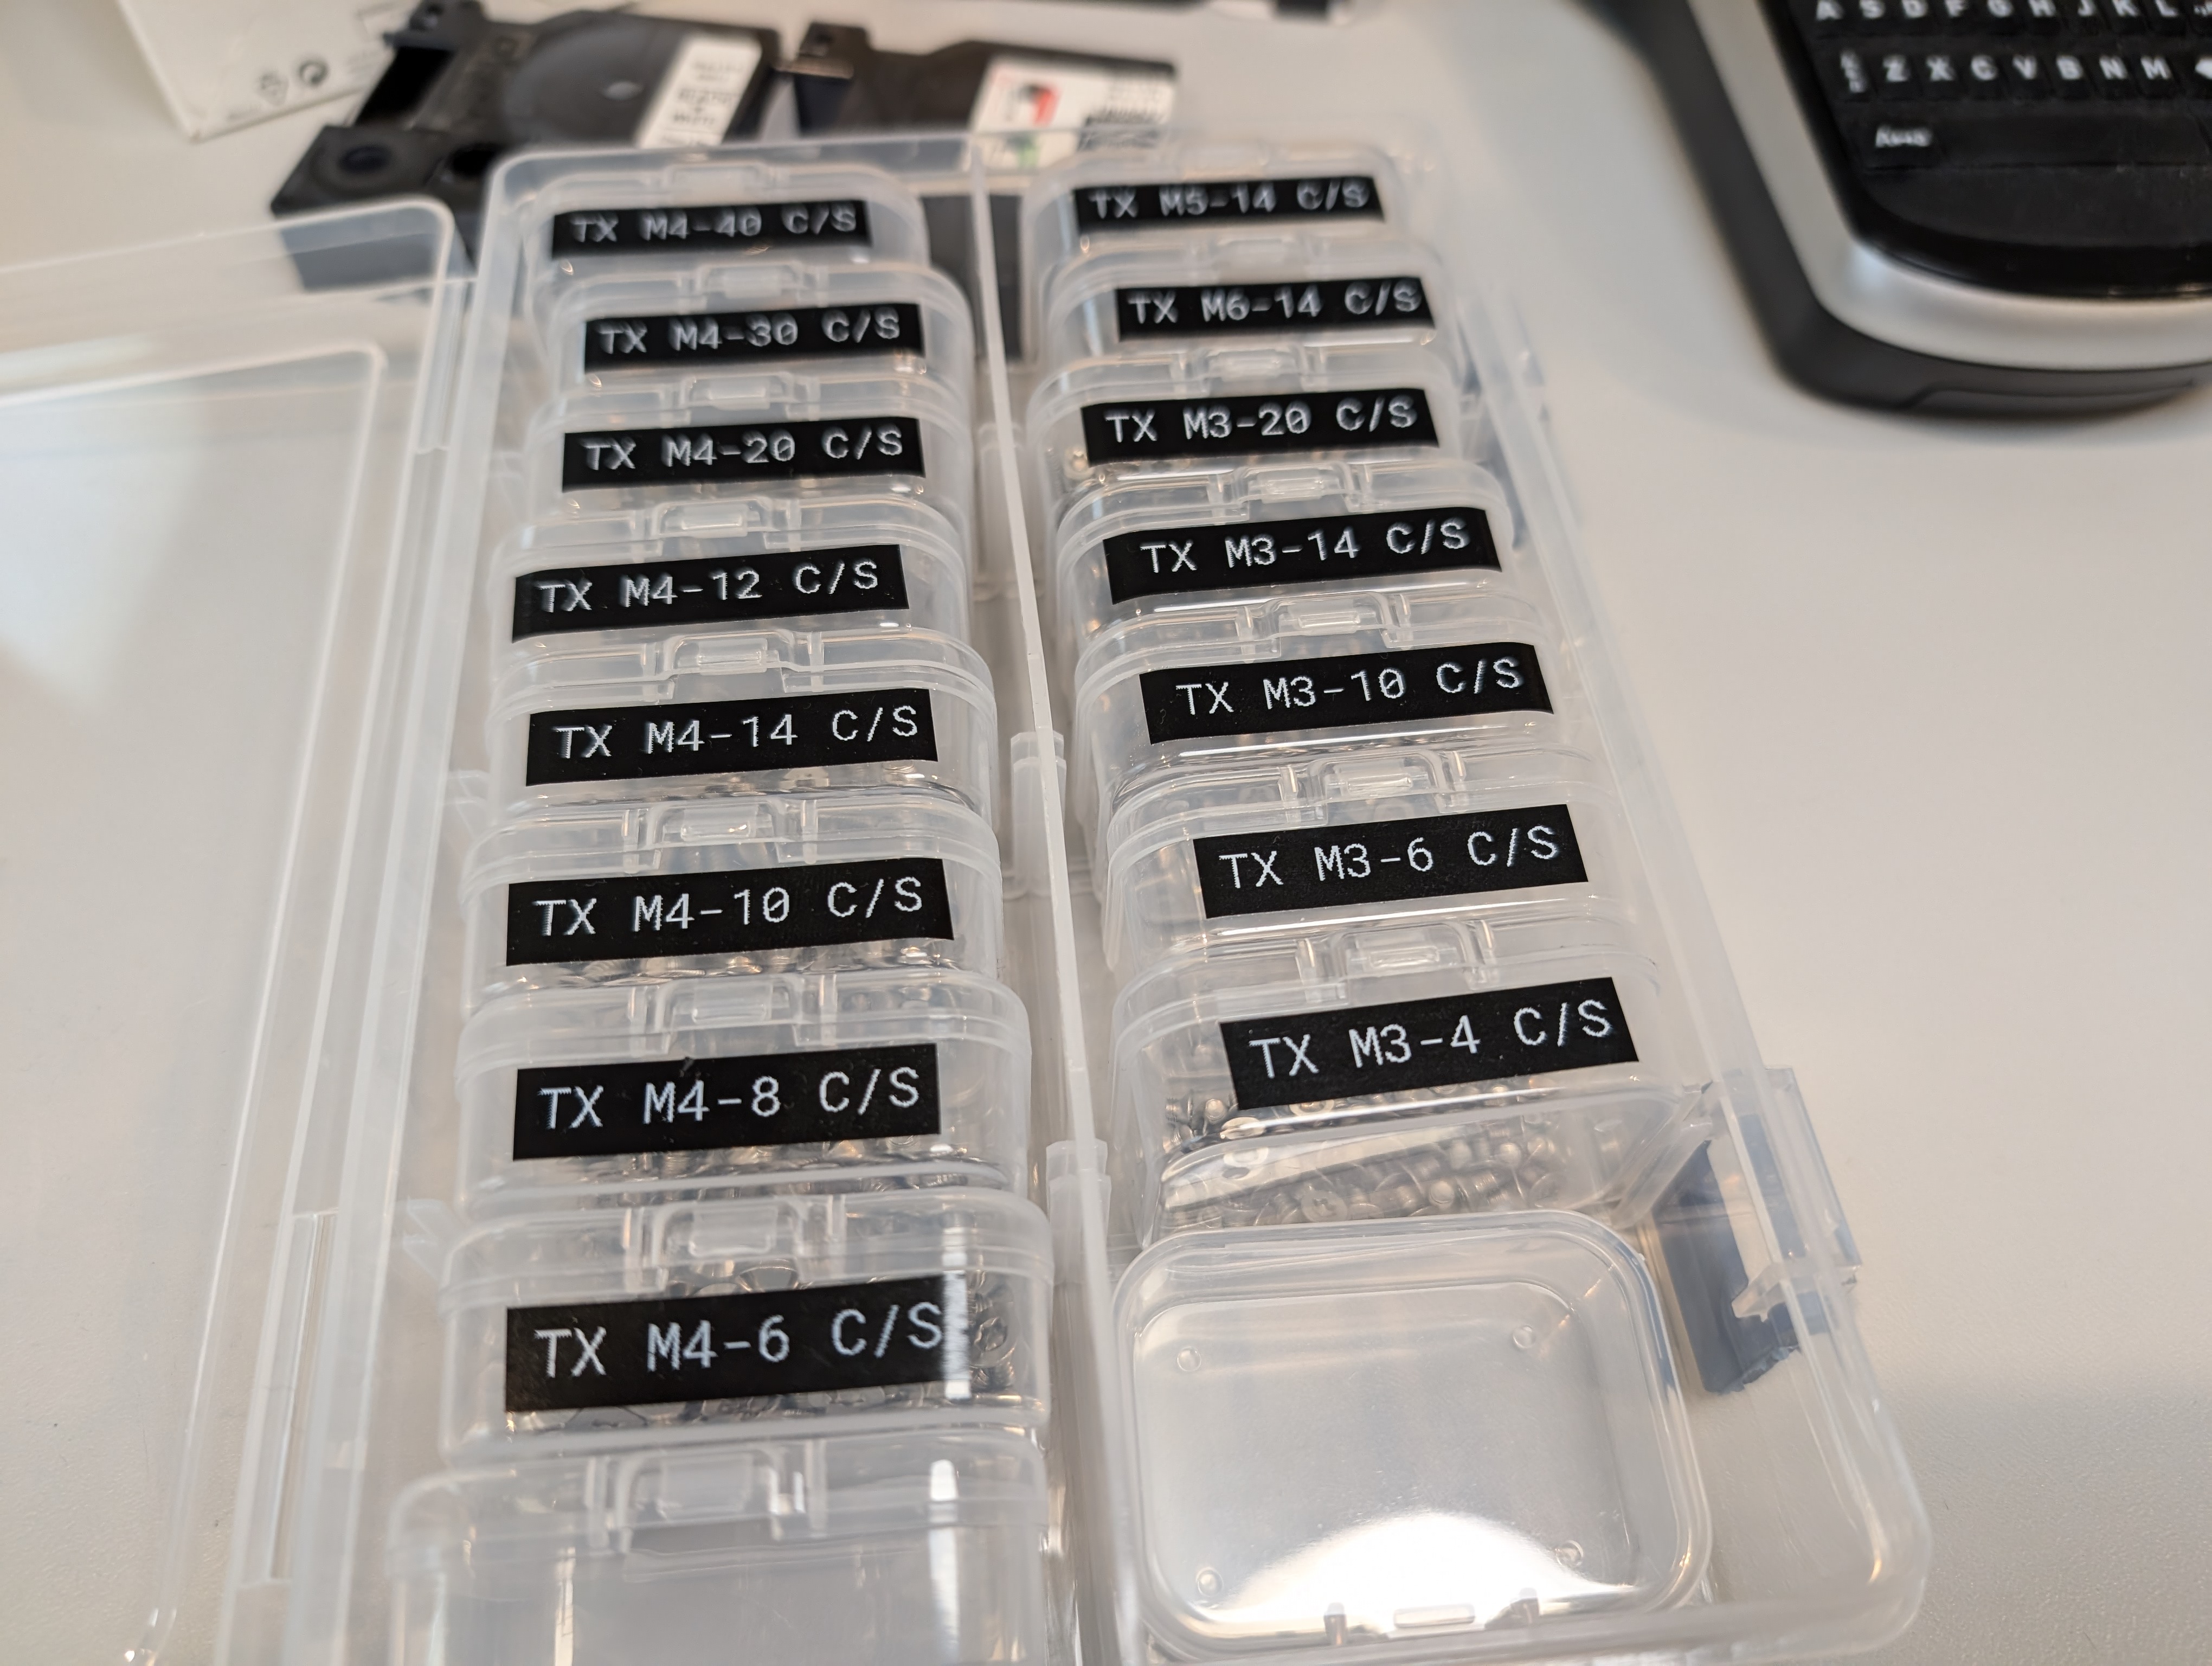 A S D F G H J K L
Z X C V B N M
TX M4-40 C/S
TX M4-30 C/S
TX M4-20 C/S
TX M4-12 C/S
TX M4-14 C/S
TX M4-10 C/S
TX M4-8 C/S
TX M4-6 C/S
TX M5-14 C/S
TX M6-14 C/S
TX M3-20 C/S
TX M3-14 C/S
TX M3-10 C/S
TX M3-6 C/S
TX M3-4 C/S